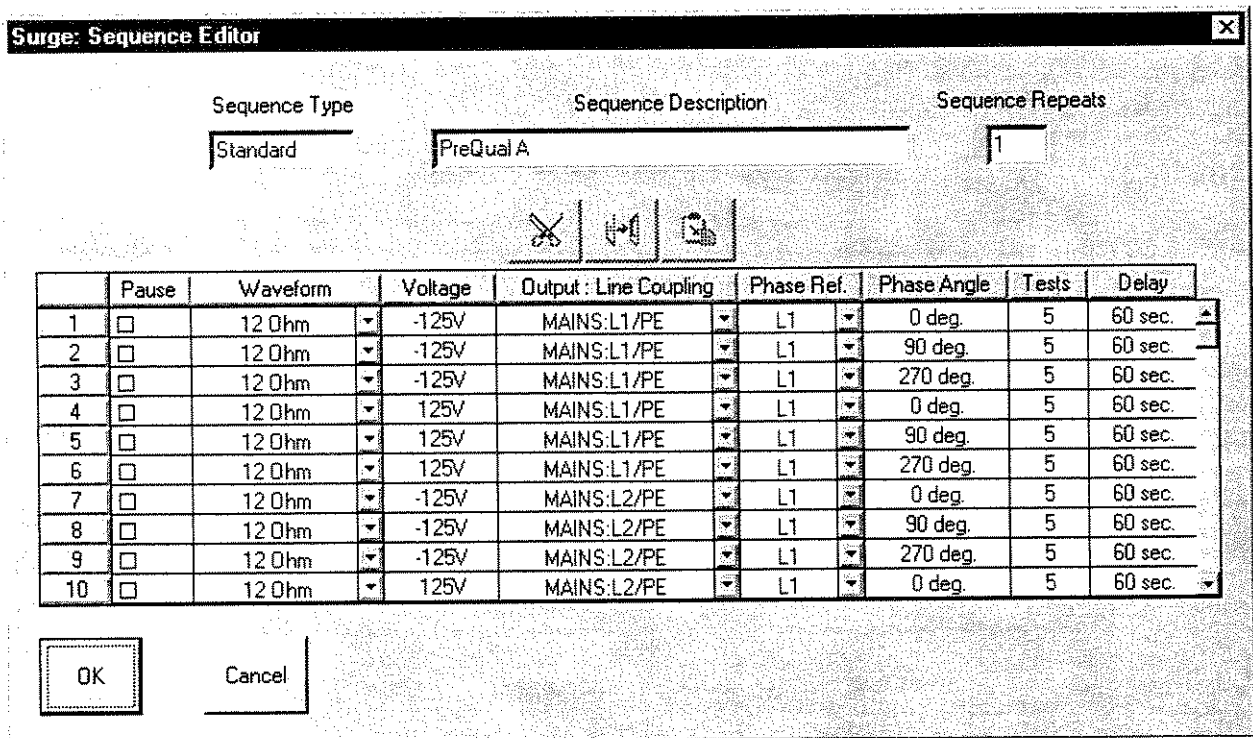 Surge: Sequence Editor
Sequence Type Sequence Description Sequence Repeats
Standard PreQual A 1
Pause Waveform Voltage Output : Line Coupling Phase Ref. Phase Angle Tests Delay
1 12 Ohm -125V MAINS:L1/PE L1 0 deg. 5 60 sec.
2 12 Ohm -125V MAINS:L1/PE L1 90 deg. 5 60 sec.
3 12 Ohm -125V MAINS:L1/PE L1 270 deg. 5 60 sec.
4 12 Ohm 125V MAINS:L1/PE L1 0 deg. 5 60 sec.
5 12 Ohm 125V MAINS:L1/PE L1 90 deg. 5 60 sec.
6 12 Ohm 125V MAINS:L1/PE L1 270 deg. 5 60 sec.
7 12 Ohm -125V MAINS:L2/PE L1 0 deg. 5 60 sec.
8 12 Ohm -125V MAINS:L2/PE L1 90 deg. 5 60 sec.
9 12 Ohm -125V MAINS:L2/PE L1 270 deg. 5 60 sec.
10 12 Ohm 125V MAINS:L2/PE L1 0 deg. 5 60 sec.
OK Cancel